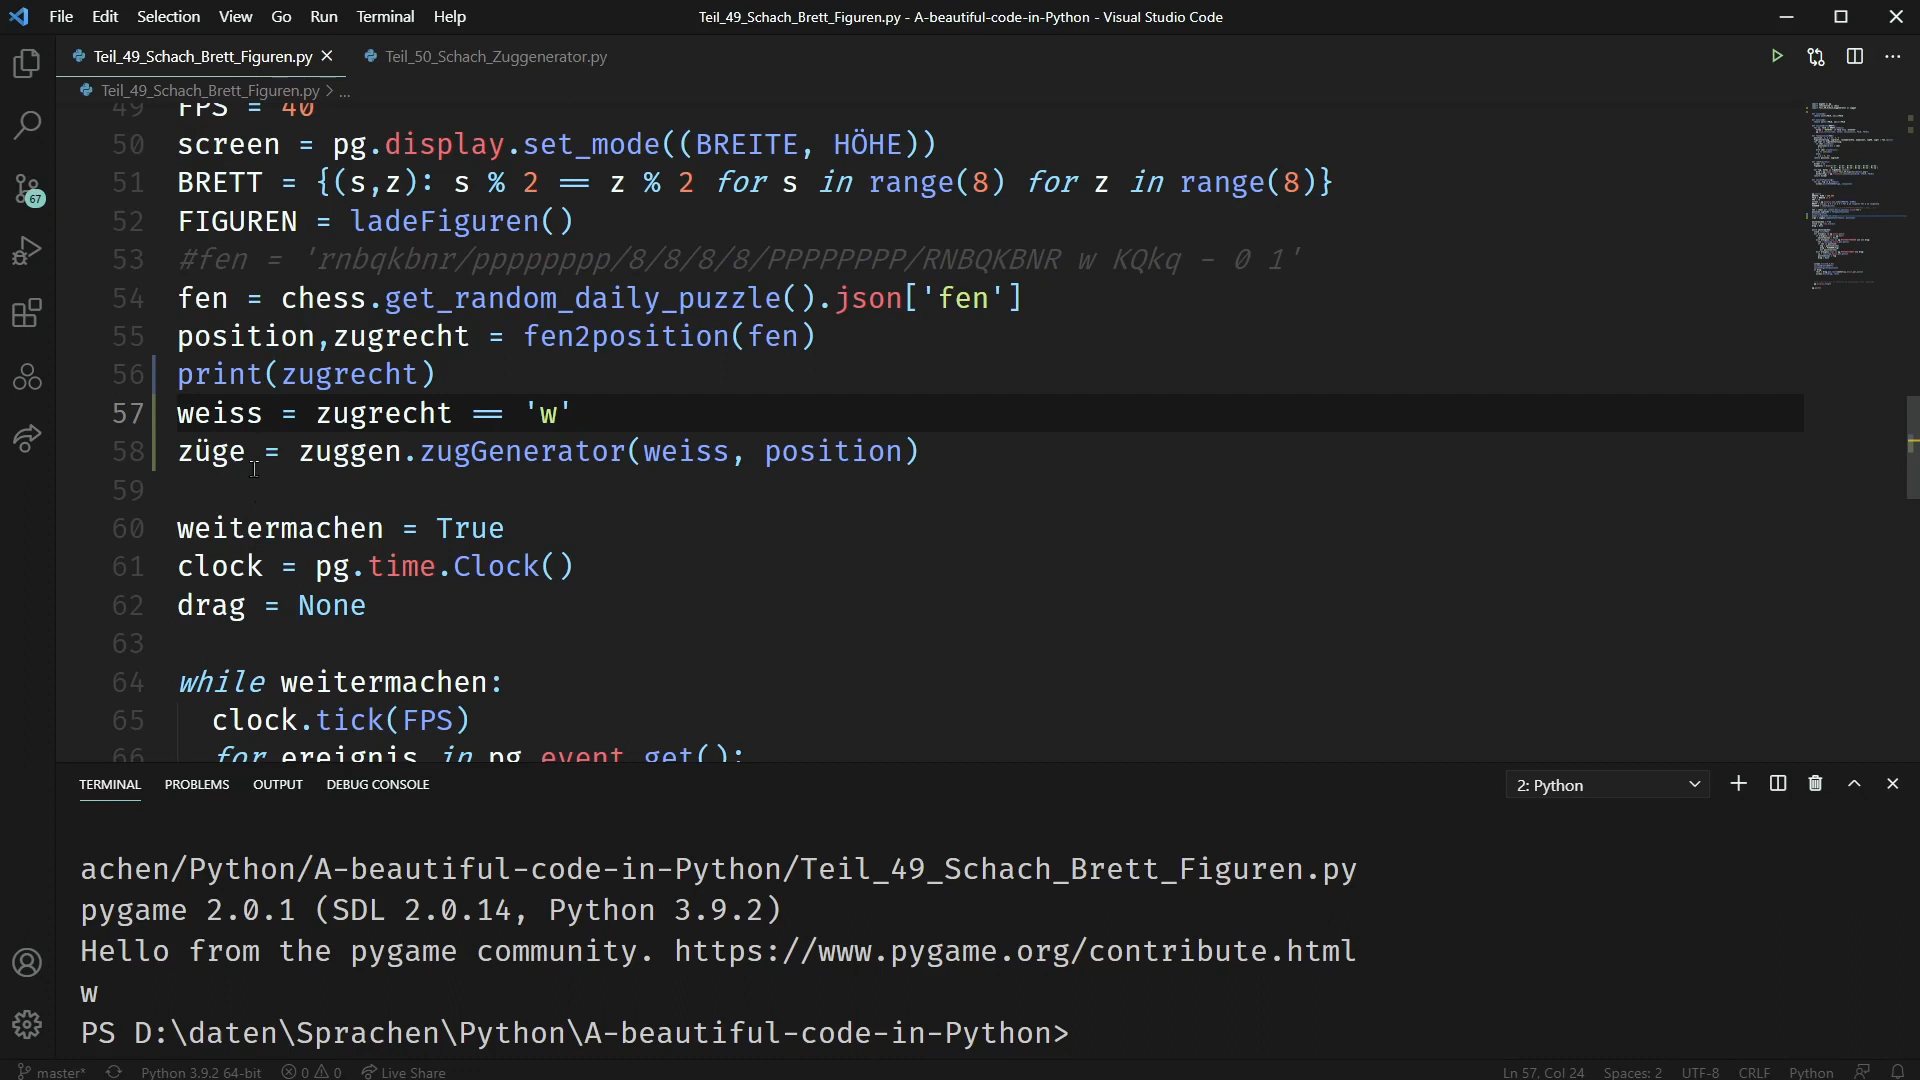 File Edit Selection View Go Run Terminal Help
Teil_49_Schach_Brett_Figuren.py - A-beautiful-code-in-Python - Visual Studio Code
Teil_49_Schach_Brett_Figuren.py
Teil_50_Schach_Zuggenerator.py
Teil_49_Schach_Brett_Figuren.py > ...
49 FPS = 40
50 screen = pg.display.set_mode((BREITE, HÖHE))
51 BRETT = {(s,z): s % 2 == z % 2 for s in range(8) for z in range(8)}
52 FIGUREN = ladeFiguren()
53 #fen = 'rnbqkbnr/pppppppp/8/8/8/8/PPPPPPPP/RNBQKBNR w KQkq - 0 1'
54 fen = chess.get_random_daily_puzzle().json['fen']
55 position,zugrecht = fen2position(fen)
56 print(zugrecht)
57 weiss = zugrecht == 'w'
58 züge = zuggen.zugGenerator(weiss, position)
59
60 weitermachen = True
61 clock = pg.time.Clock()
62 drag = None
63
64 while weitermachen:
65 clock.tick(FPS)
66 for ereignis in pg.event.get():
67
TERMINAL PROBLEMS OUTPUT DEBUG CONSOLE
2: Python
achen/Python/A-beautiful-code-in-Python/Teil_49_Schach_Brett_Figuren.py
pygame 2.0.1 (SDL 2.0.14, Python 3.9.2)
Hello from the pygame community. https://www.pygame.org/contribute.html
w
PS D:\daten\Sprachen\Python\A-beautiful-code-in-Python>
master* Python 3.9.2 64-bit 0 0 Live Share
Ln 57, Col 24 Spaces: 2 UTF-8 CRLF Python